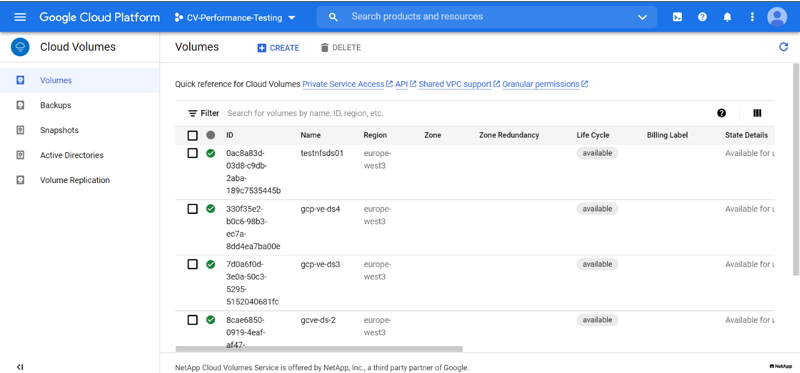 Google Cloud Platform
CV-Performance-Testing
Search products and resources
Cloud Volumes
Volumes
CREATE
DELETE
Volumes
Backups
Snapshots
Active Directories
Volume Replication
Quick reference for Cloud Volumes Private Service Access API Shared VPC support Granular permissions
Filter Search for volumes by name, ID, region, etc.
ID Name Region Zone Zone Redundancy Life Cycle Billing Label State Details
0ac8a83d- testnfsds01 europe- available Available for u
03d8-c9db- west3
2aba-
189c7535445b
330f35e2- gcp-ve-ds4 europe- available Available for u
b0c6-98b3- west3
ec7a-
8dd4ea7ba00e
7d0a6f0d- gcp-ve-ds3 europe- available Available for u
3e0a-50c3- west3
5295-
5152040681fc
8cae6850- gcve-ds-2 europe- available Available for u
0919-4eaf- west3
af47-
NetApp Cloud Volumes Service is offered by NetApp, Inc., a third party partner of Google.
NetApp